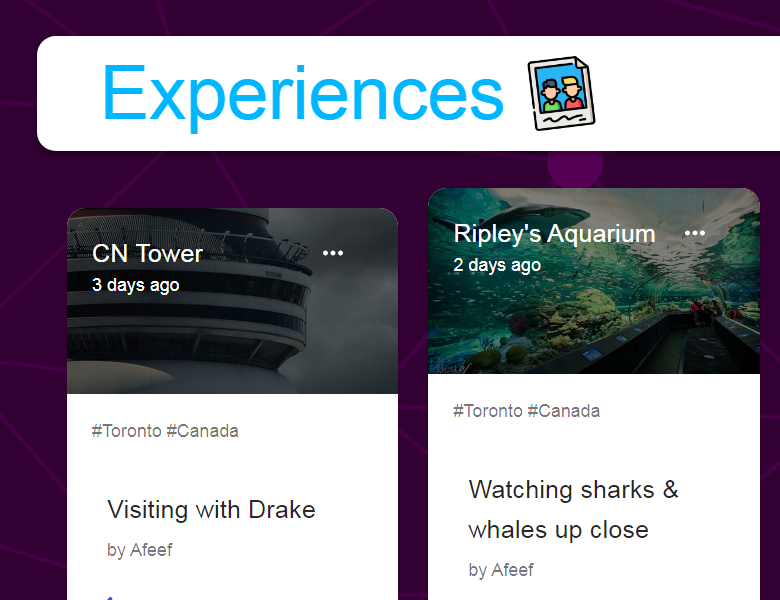 Experiences
CN Tower
3 days ago
#Toronto #Canada
Visiting with Drake
by Afeef
Ripley's Aquarium
2 days ago
#Toronto #Canada
Watching sharks &
whales up close
by Afeef